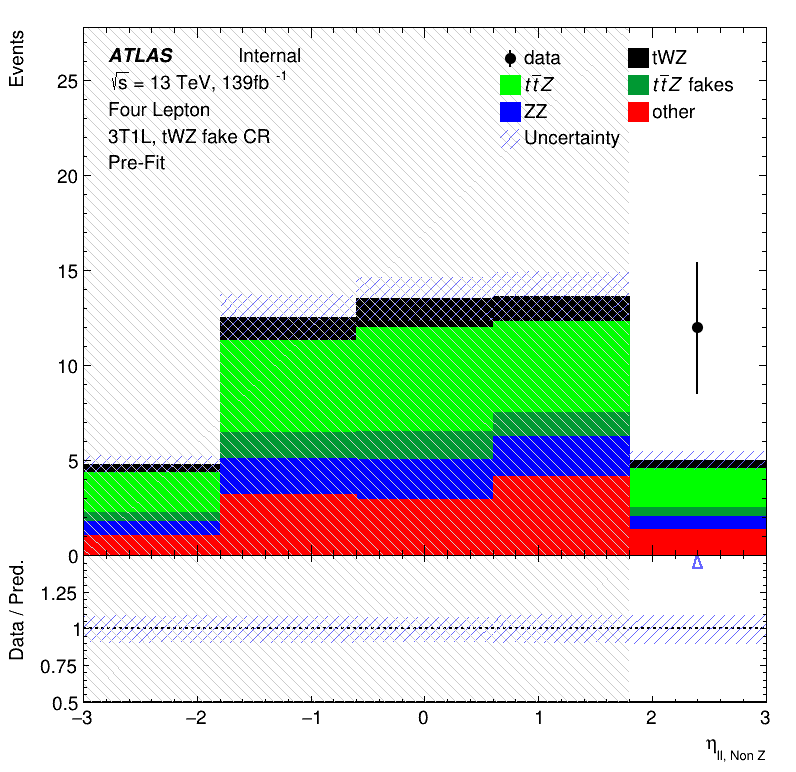 Events
ATLAS Internal
√s = 13 TeV, 139fb⁻¹
Four Lepton
3T1L, tWZ fake CR
Pre-Fit
data
tWZ
tt̄Z
tt̄Z fakes
ZZ
other
Uncertainty
25
20
15
10
5
0
Data / Pred.
1.25
1
0.75
0.5
−3 −2 −1 0 1 2 3
η ll, Non Z